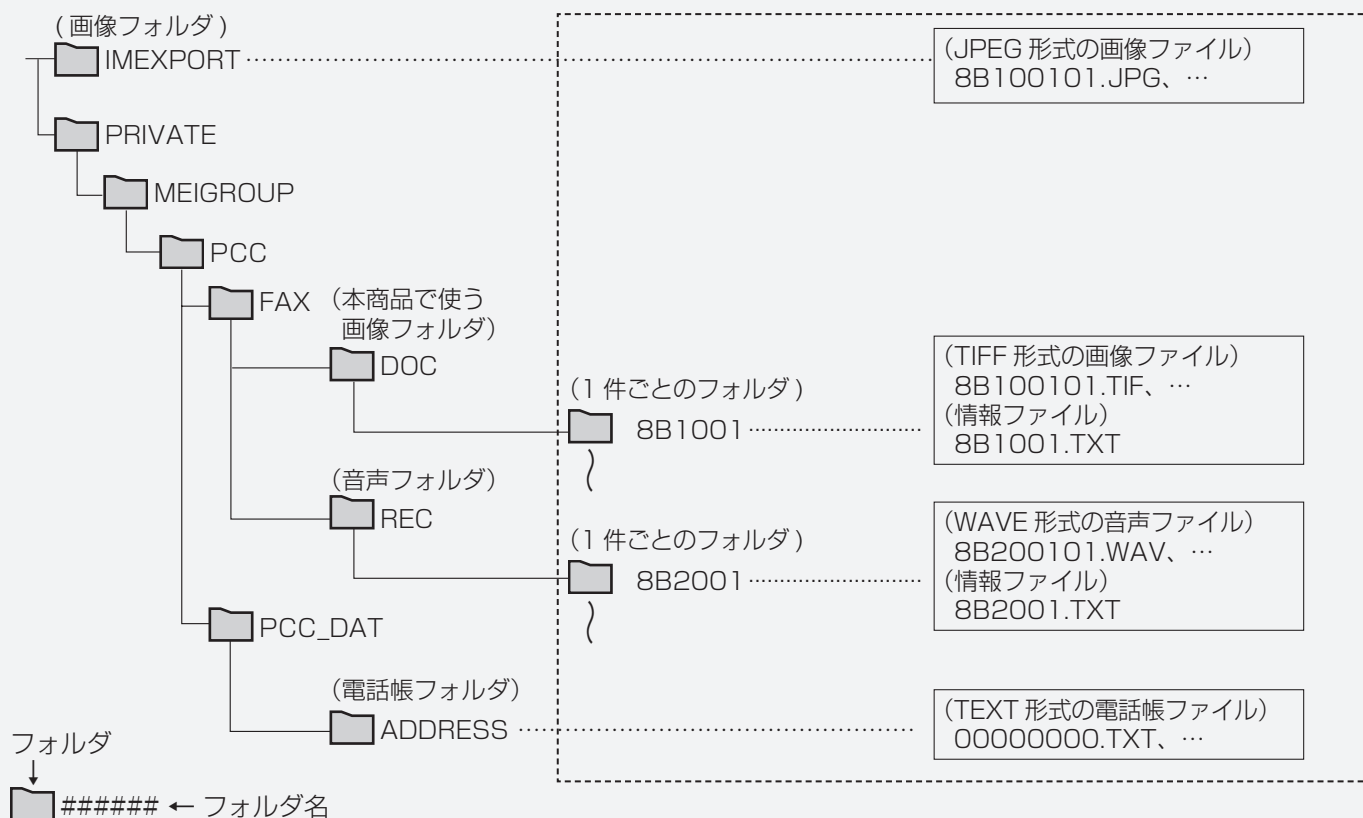 (画像フォルダ)
IMEXPORT
(JPEG 形式の画像ファイル)
8B100101.JPG、…
PRIVATE
MEIGROUP
PCC
FAX
(本商品で使う
画像フォルダ)
DOC
(1 件ごとのフォルダ)
8B1001
(TIFF 形式の画像ファイル)
8B100101.TIF、…
(情報ファイル)
8B1001.TXT
(音声フォルダ)
REC
(1 件ごとのフォルダ)
8B2001
(WAVE 形式の音声ファイル)
8B200101.WAV、…
(情報ファイル)
8B2001.TXT
PCC_DAT
(電話帳フォルダ)
ADDRESS
(TEXT 形式の電話帳ファイル)
00000000.TXT、…
フォルダ
↓
###### ← フォルダ名